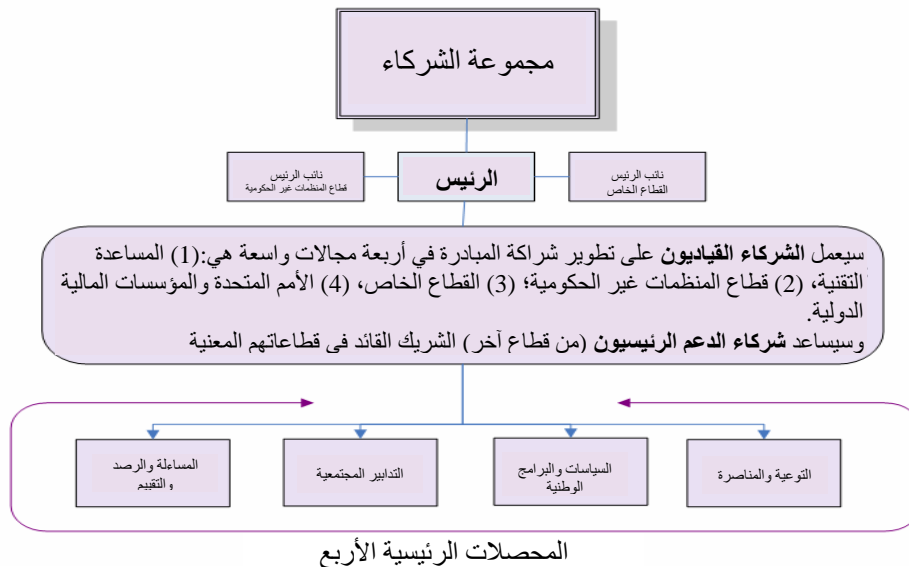 مجموعة الشركاء
نائب الرئيس
القطاع الخاص
الرئيس
نائب الرئيس
قطاع المنظمات غير الحكومية
سيعمل الشركاء القياديون على تطوير شراكة المبادرة في أربعة مجالات واسعة هي:(1) المساعدة
التقنية، (2) قطاع المنظمات غير الحكومية؛ (3) القطاع الخاص، (4) الأمم المتحدة والمؤسسات المالية
الدولية.
وسيساعد شركاء الدعم الرئيسيون (من قطاع آخر) الشريك القائد في قطاعاتهم المعنية
التوعية والمناصرة
السياسات والبرامج
الوطنية
التدابير المجتمعية
المساءلة والرصد
والتقييم
المحصلات الرئيسية الأربع